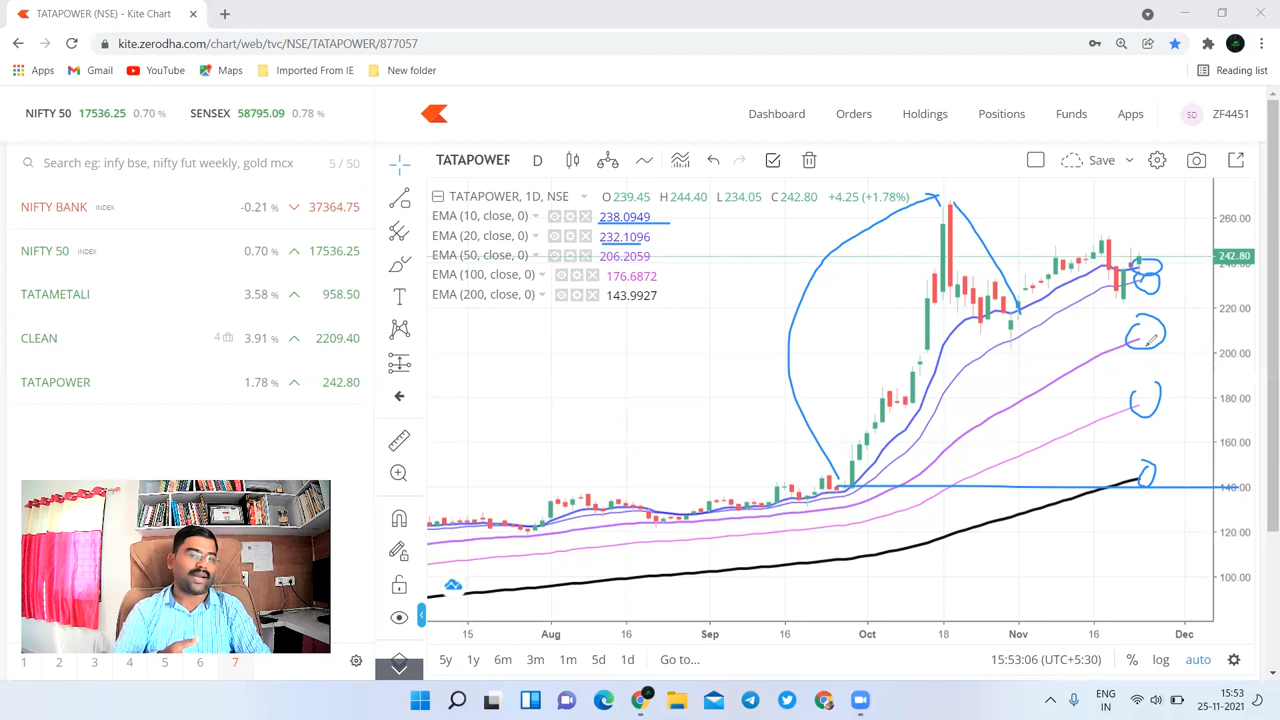 TATAPOWER (NSE) - Kite Chart
kite.zerodha.com/chart/web/tvc/NSE/TATAPOWER/877057
Apps Gmail YouTube Maps Imported From IE New folder Reading list
NIFTY 50 17536.25 0.70 % SENSEX 58795.09 0.78 %
Dashboard Orders Holdings Positions Funds Apps SD ZF4451
Search eg: infy bse, nifty fut weekly, gold mcx 5 / 50
TATAPOWER D Save
NIFTY BANK INDEX -0.21 % 37364.75
NIFTY 50 INDEX 0.70 % 17536.25
TATAMETALI 3.58 % 958.50
CLEAN 4 3.91 % 2209.40
TATAPOWER 1.78 % 242.80
TATAPOWER, 1D, NSE O 239.45 H 244.40 L 234.05 C 242.80 +4.25 (+1.78%)
EMA (10, close, 0) 238.0949
EMA (20, close, 0) 232.1096
EMA (50, close, 0) 206.2059
EMA (100, close, 0) 176.6872
EMA (200, close, 0) 143.9927
260.00
242.80
220.00
200.00
180.00
160.00
140.00
120.00
100.00
15 Aug 16 Sep 16 Oct 18 Nov 16 Dec
1 2 3 4 5 6 7
5y 1y 6m 3m 1m 5d 1d Go to... 15:53:06 (UTC+5:30) % log auto
ENG
IN
15:53
25-11-2021